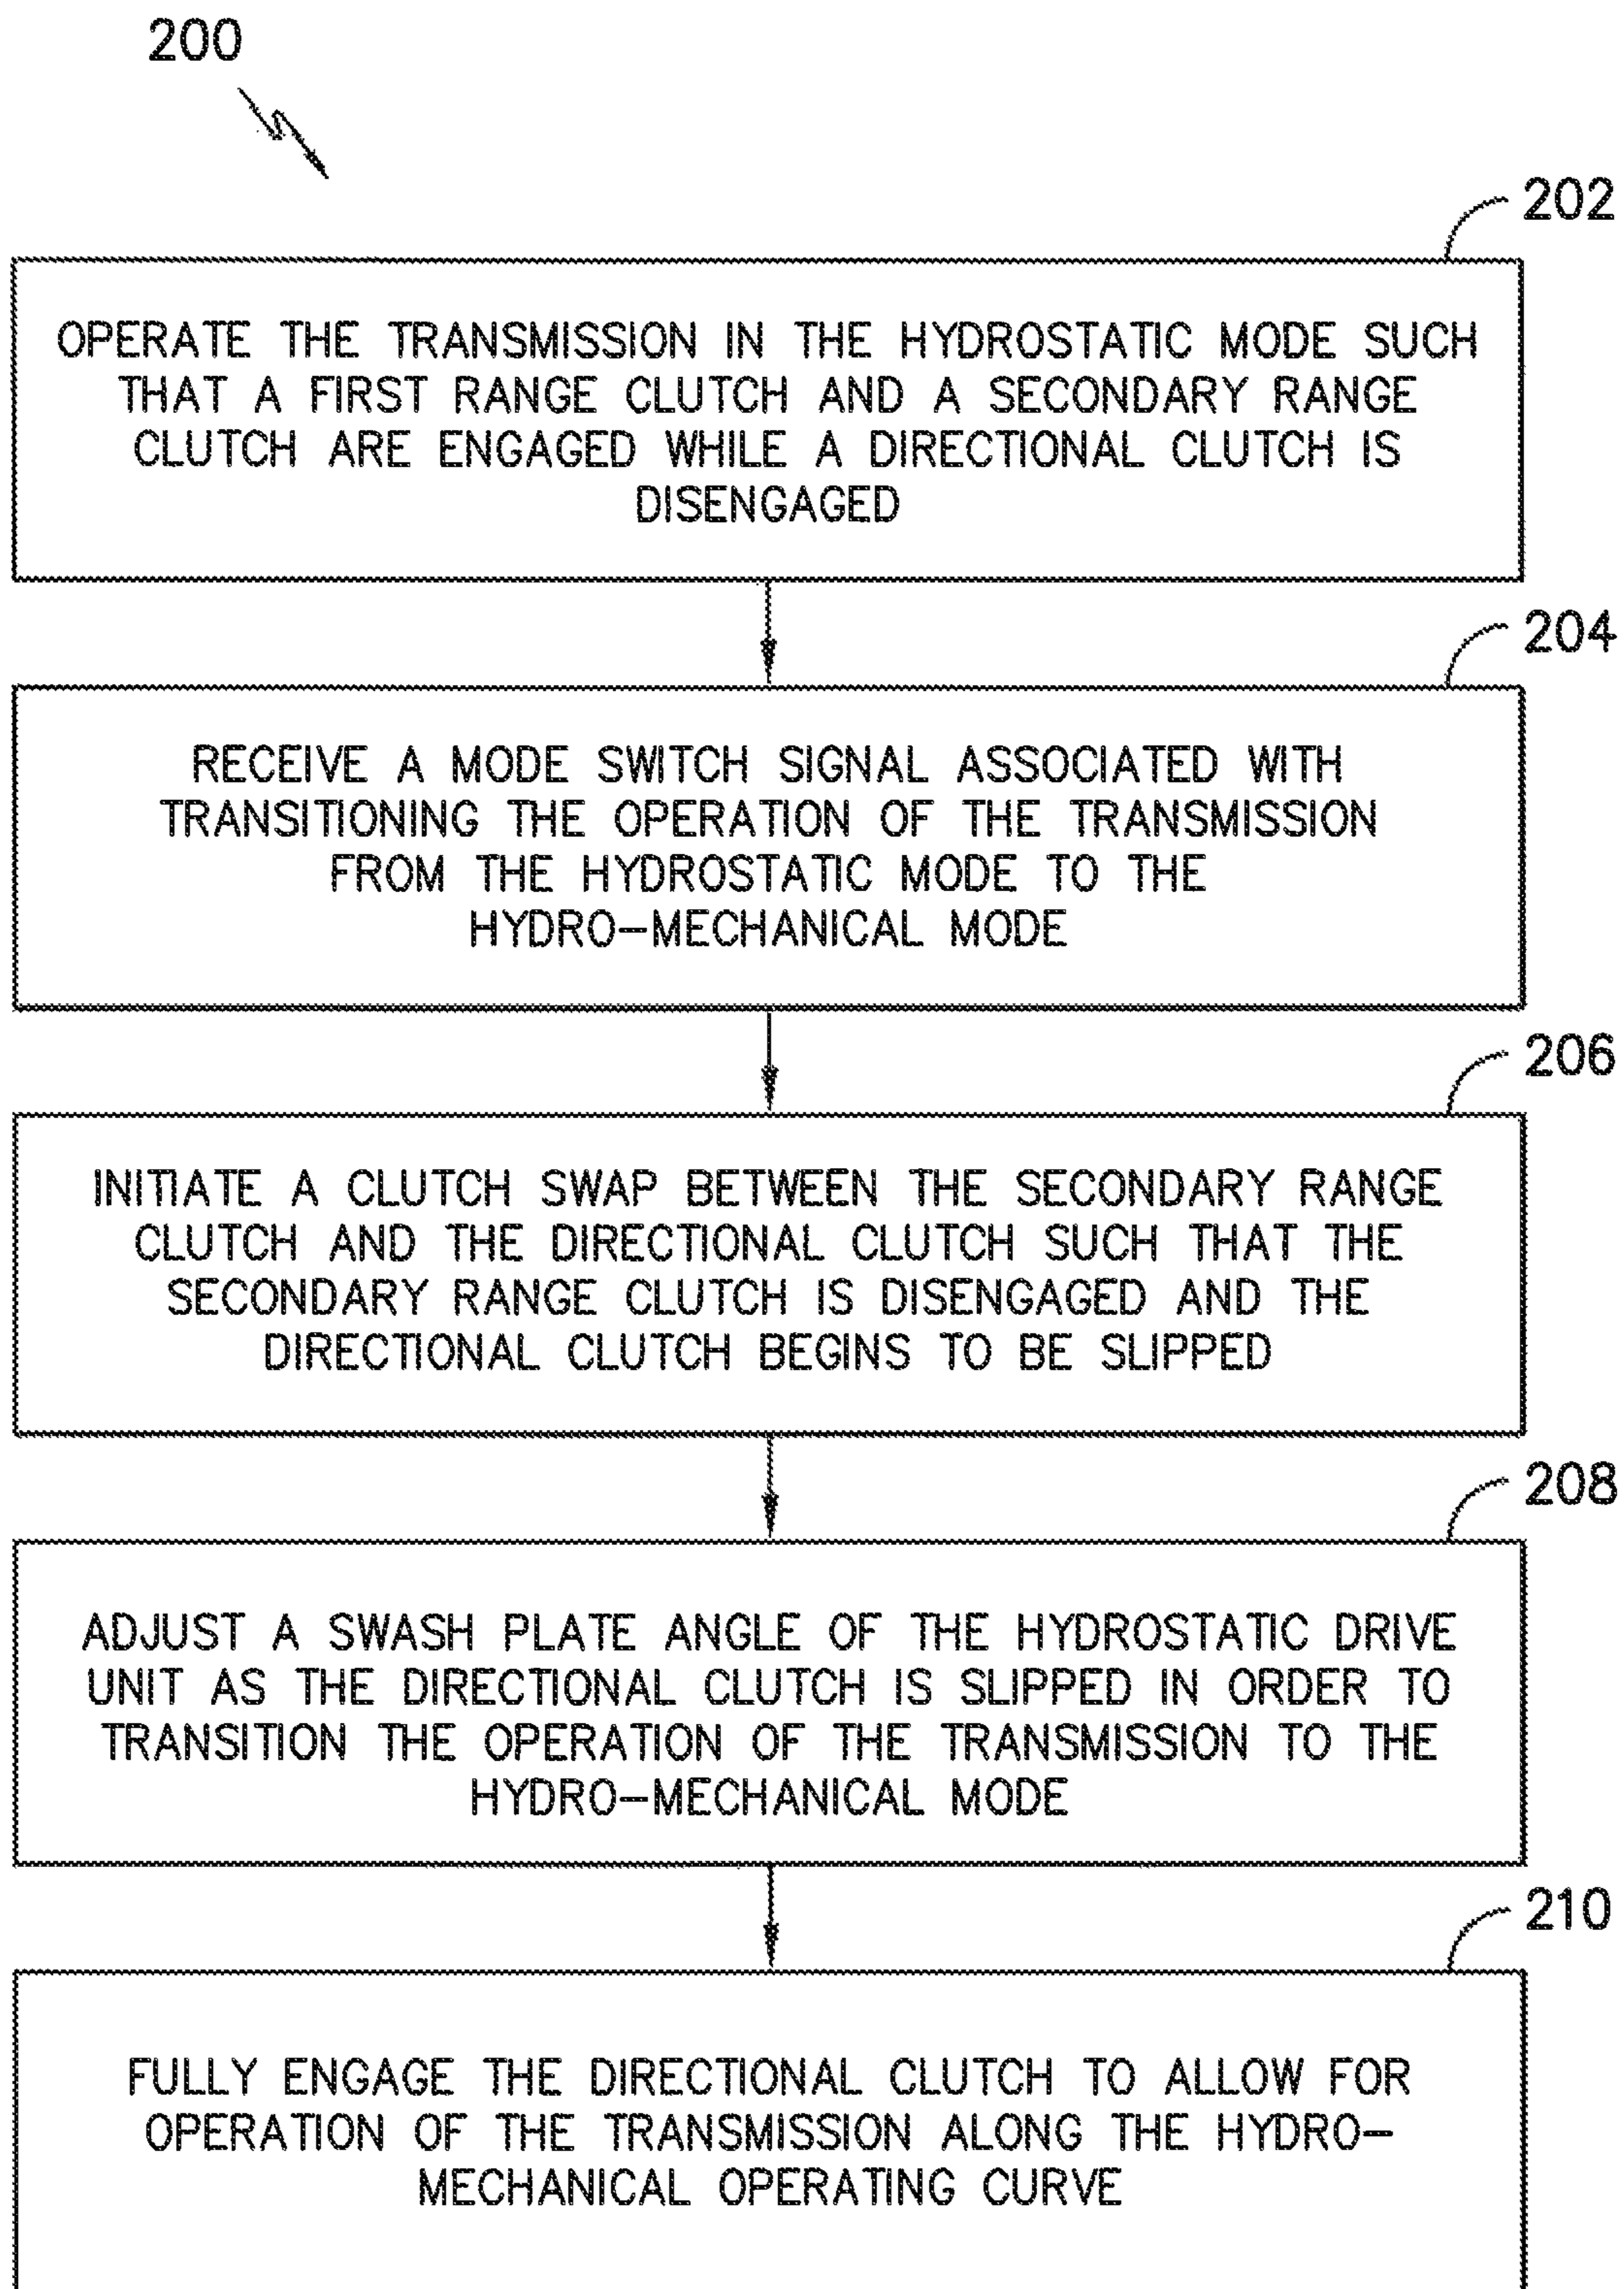 200
202
OPERATE THE TRANSMISSION IN THE HYDROSTATIC MODE SUCH
THAT A FIRST RANGE CLUTCH AND A SECONDARY RANGE
CLUTCH ARE ENGAGED WHILE A DIRECTIONAL CLUTCH IS
DISENGAGED
204
RECEIVE A MODE SWITCH SIGNAL ASSOCIATED WITH
TRANSITIONING THE OPERATION OF THE TRANSMISSION
FROM THE HYDROSTATIC MODE TO THE
HYDRO-MECHANICAL MODE
206
INITIATE A CLUTCH SWAP BETWEEN THE SECONDARY RANGE
CLUTCH AND THE DIRECTIONAL CLUTCH SUCH THAT THE
SECONDARY RANGE CLUTCH IS DISENGAGED AND THE
DIRECTIONAL CLUTCH BEGINS TO BE SLIPPED
208
ADJUST A SWASH PLATE ANGLE OF THE HYDROSTATIC DRIVE
UNIT AS THE DIRECTIONAL CLUTCH IS SLIPPED IN ORDER TO
TRANSITION THE OPERATION OF THE TRANSMISSION TO THE
HYDRO-MECHANICAL MODE
210
FULLY ENGAGE THE DIRECTIONAL CLUTCH TO ALLOW FOR
OPERATION OF THE TRANSMISSION ALONG THE HYDRO-
MECHANICAL OPERATING CURVE